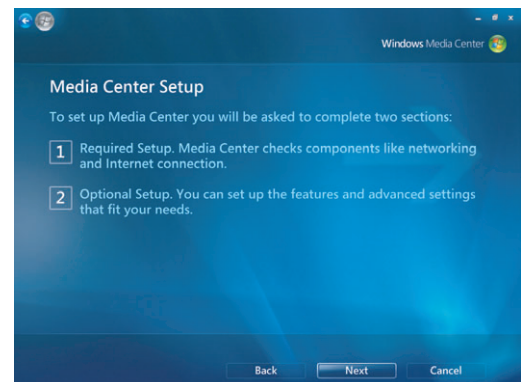 Windows Media Center
Media Center Setup
To set up Media Center you will be asked to complete two sections:
1 Required Setup. Media Center checks components like networking
and Internet connection.
2 Optional Setup. You can set up the features and advanced settings
that fit your needs.
Back Next Cancel